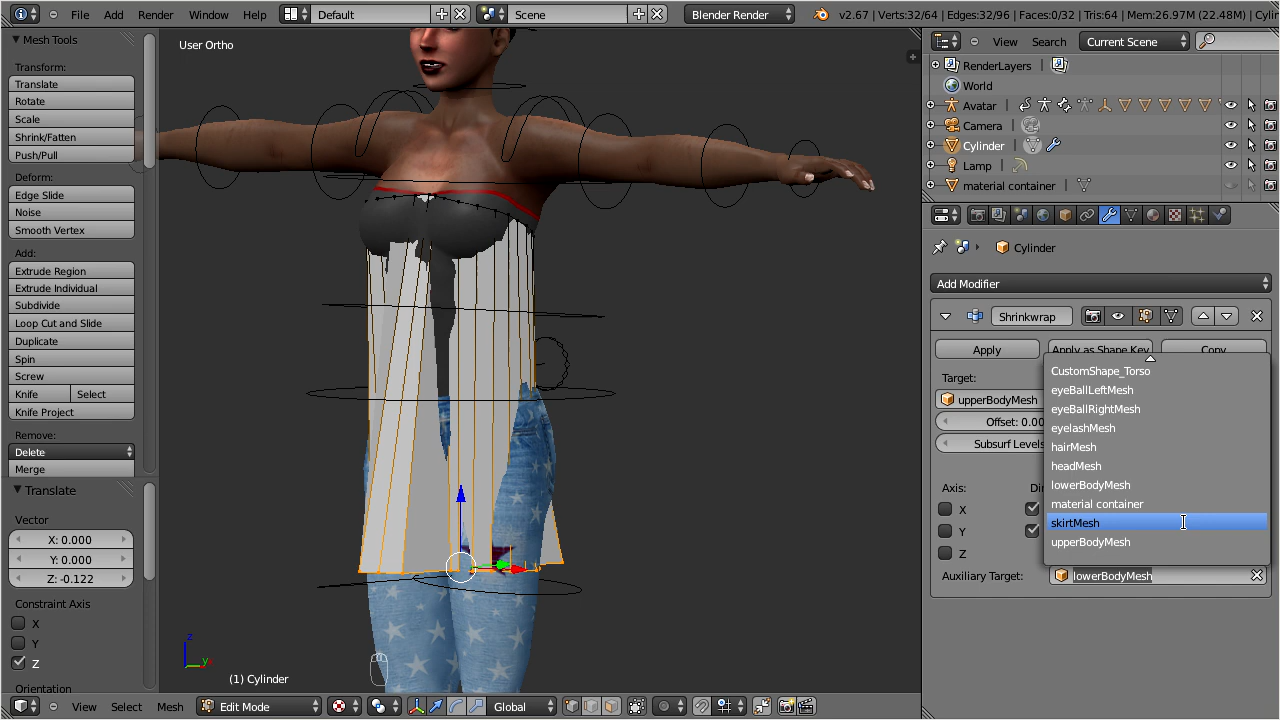 File Add Render Window Help Default Scene Blender Render v2.67 | Verts:32/64 | Edges:32/96 | Faces:0/32 | Tris:64 | Mem:26.97M (22.48M) | Cylin
Mesh Tools
Transform:
Translate
Rotate
Scale
Shrink/Fatten
Push/Pull
Deform:
Edge Slide
Noise
Smooth Vertex
Add:
Extrude Region
Extrude Individual
Subdivide
Loop Cut and Slide
Duplicate
Spin
Screw
Knife Select
Knife Project
Remove:
Delete
Merge
Translate
Vector
X: 0.000
Y: 0.000
Z: -0.122
Constraint Axis
X
Y
Z
Orientation
User Ortho
z
y
(1) Cylinder
View Select Mesh Edit Mode Global
View Search Current Scene
RenderLayers
World
Avatar
Camera
Cylinder
Lamp
material container
Cylinder
Add Modifier
Shrinkwrap
Apply Apply as Shape Key Copy
Target:
upperBodyMesh
Offset: 0.00
Subsurf Levels
Axis: Di
X
Y
Z
CustomShape_Torso
eyeBallLeftMesh
eyeBallRightMesh
eyelashMesh
hairMesh
headMesh
lowerBodyMesh
material container
skirtMesh
upperBodyMesh
Auxiliary Target: lowerBodyMesh